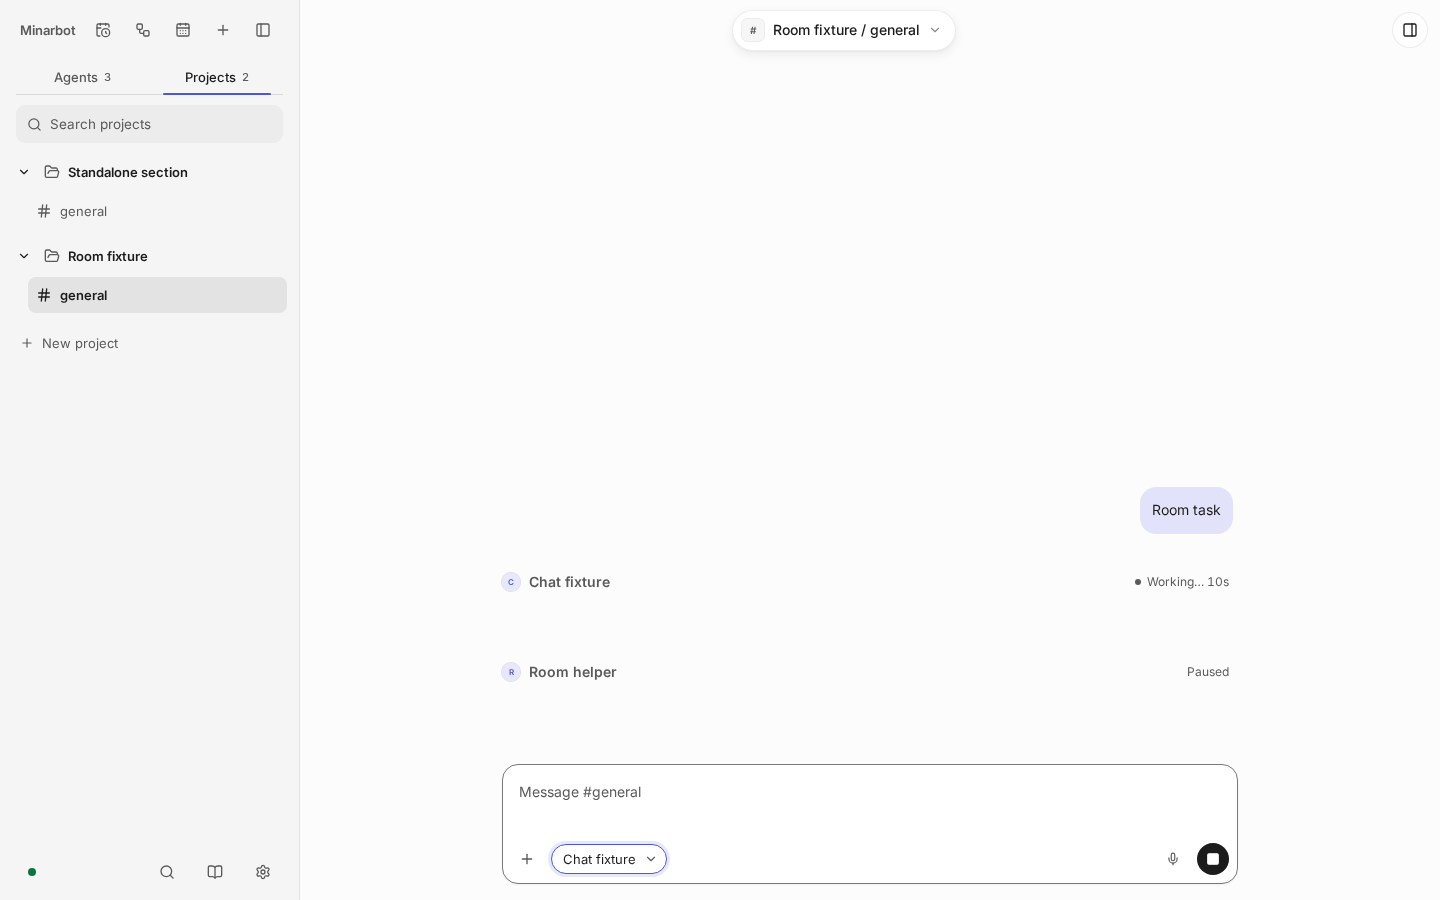 Minarbot
Agents 3
Projects 2
Search projects
Standalone section
# general
Room fixture
# general
New project
# Room fixture / general
Room task
C Chat fixture
Working... 10s
R Room helper
Paused
Message #general
Chat fixture